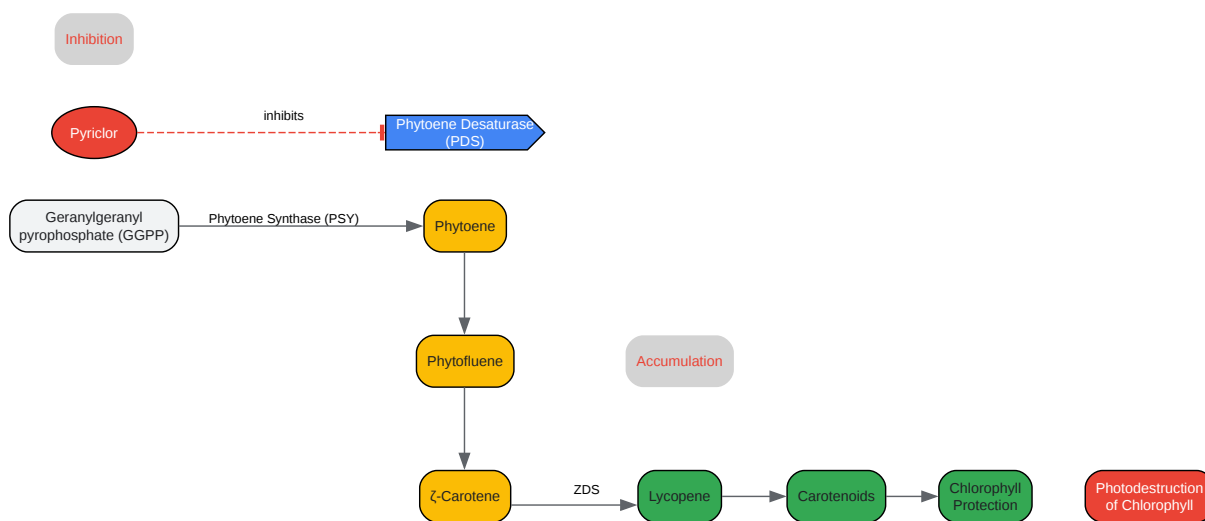 Inhibition
inhibits
Pyriclor
Phytoene Desaturase
(PDS)
Geranylgeranyl
pyrophosphate (GGPP)
Phytoene Synthase (PSY)
Phytoene
Phytofluene
Accumulation
ζ-Carotene
ZDS
Lycopene
Carotenoids
Chlorophyll
Protection
Photodestruction
of Chlorophyll